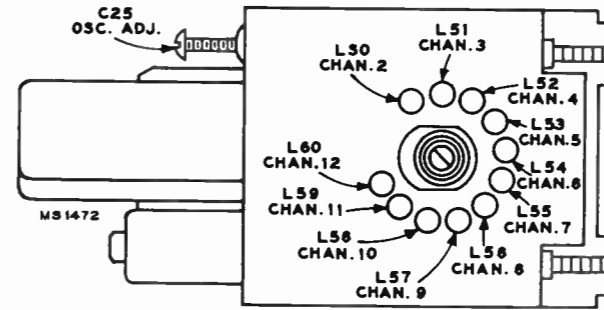 C25
OSC. ADJ.
L50
CHAN. 2
L51
CHAN. 3
L52
CHAN. 4
L53
CHAN. 5
L54
CHAN. 6
L55
CHAN. 7
L56
CHAN. 8
L57
CHAN. 9
L58
CHAN. 10
L59
CHAN. 11
L60
CHAN. 12
MS1472